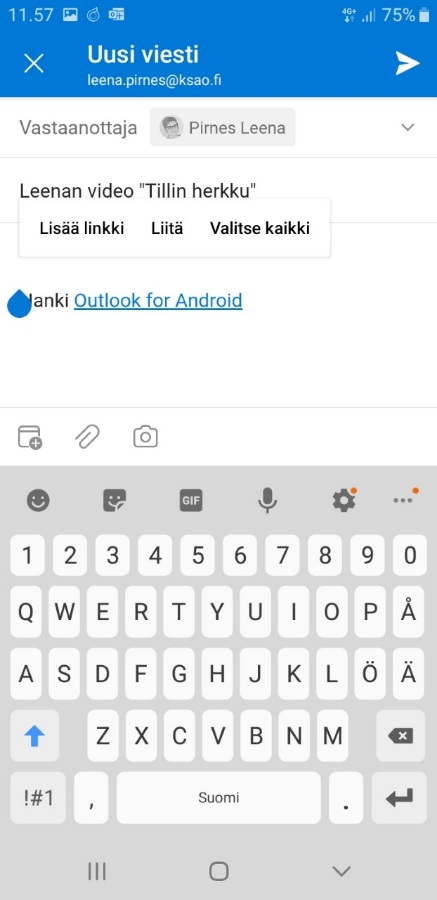 11.57 4G+ 75%
Uusi viesti
leena.pirnes@ksao.fi
Vastaanottaja Pirnes Leena
Leenan video "Tillin herkku"
Lisää linkki Liitä Valitse kaikki
Hanki Outlook for Android
GIF
1 2 3 4 5 6 7 8 9 0
Q W E R T Y U I O P Å
A S D F G H J K L Ö Ä
Z X C V B N M
!#1 , Suomi .